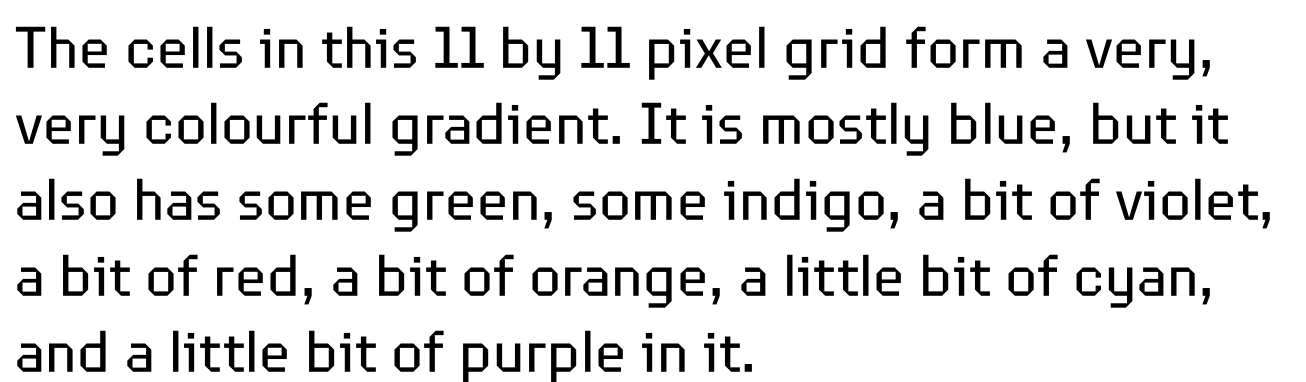 The cells in this 11 by 11 pixel grid form a very,
very colourful gradient. It is mostly blue, but it
also has some green, some indigo, a bit of violet,
a bit of red, a bit of orange, a little bit of cyan,
and a little bit of purple in it.